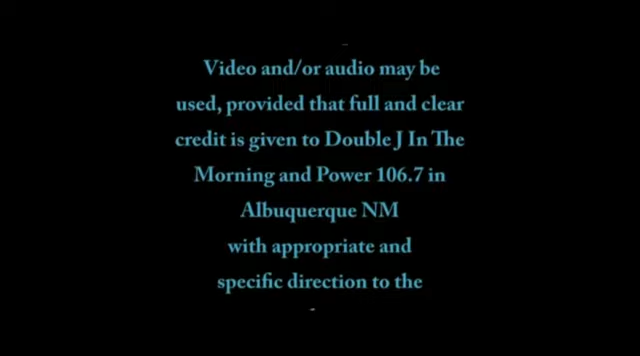 Video and/or audio may be
used, provided that full and clear
credit is given to Double J In The
Morning and Power 106.7 in
Albuquerque NM
with appropriate and
specific direction to the